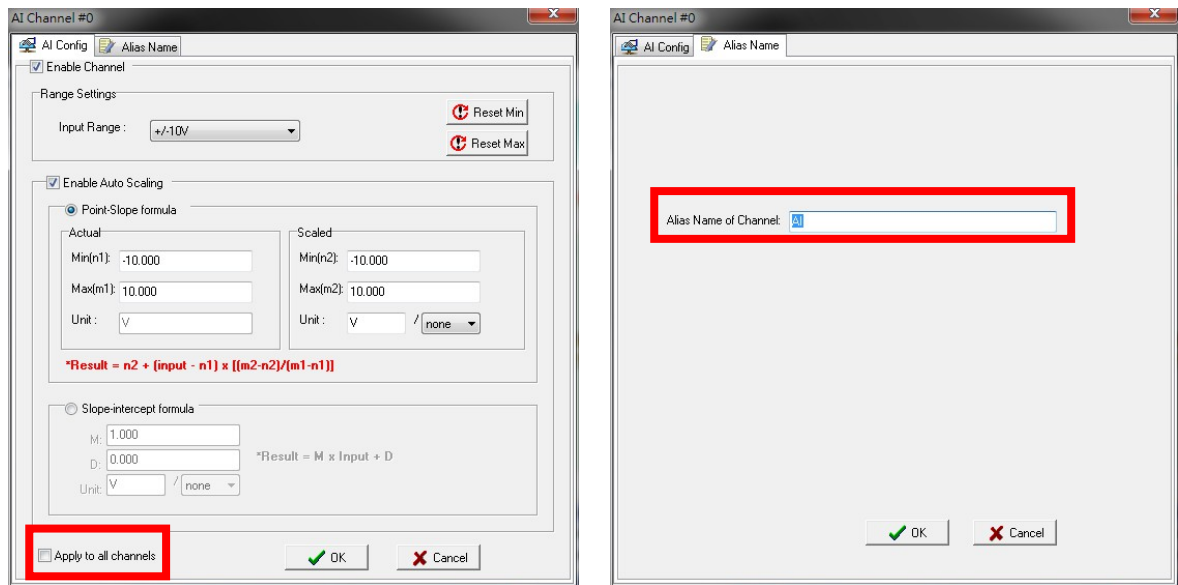 AI Channel #0
AI Config Alias Name
Enable Channel
Range Settings
Input Range : +/-10V
Reset Min
Reset Max
Enable Auto Scaling
Point-Slope formula
Actual
Min(n1): -10.000
Max(m1): 10.000
Unit : V
Scaled
Min(n2): -10.000
Max(m2): 10.000
Unit : V / none
*Result = n2 + (input - n1) x [(m2-n2)/(m1-n1)]
Slope-intercept formula
M: 1.000
D: 0.000
*Result = M x Input + D
Unit: V / none
Apply to all channels
OK Cancel
AI Channel #0
AI Config Alias Name
Alias Name of Channel: AI
OK Cancel